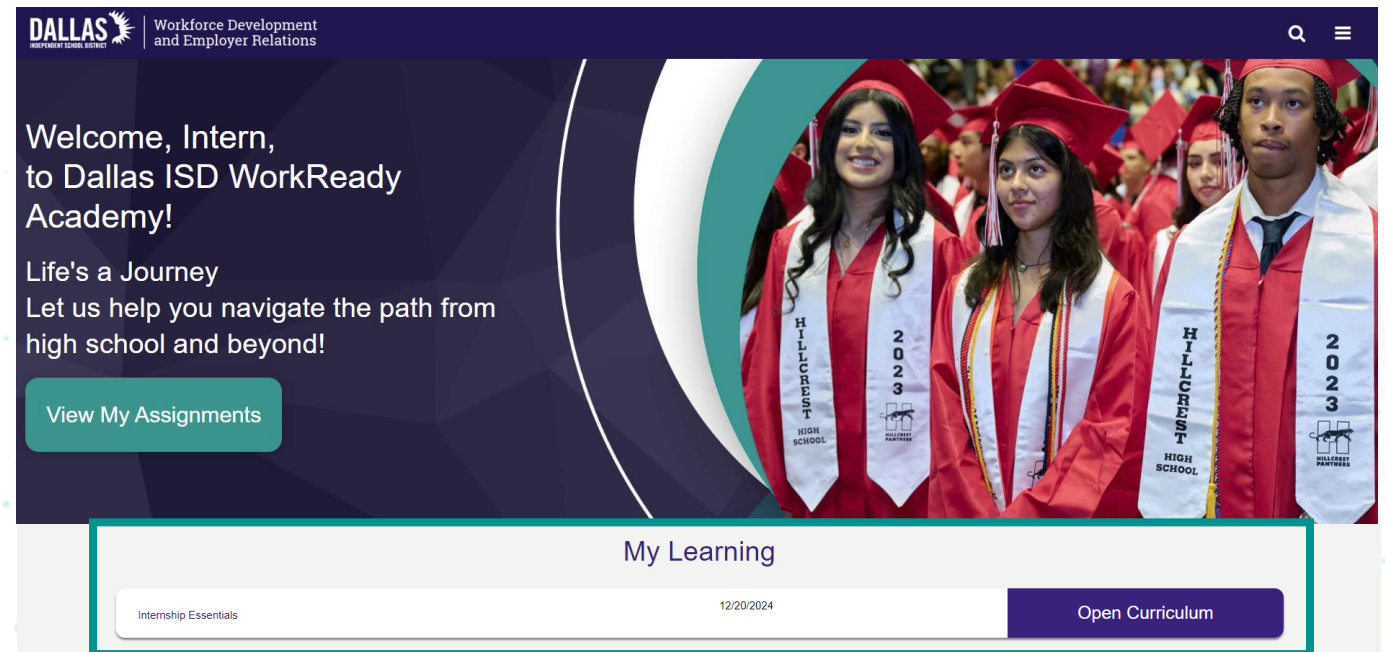 DALLAS
INDEPENDENT SCHOOL DISTRICT
Workforce Development
and Employer Relations
Welcome, Intern,
to Dallas ISD WorkReady
Academy!
Life's a Journey
Let us help you navigate the path from
high school and beyond!
View My Assignments
HILLCREST
HIGH
SCHOOL
2023
H
HILLCREST
PANTHERS
HILLCREST
HIGH
SCHOOL
2023
H
HILLCREST
PANTHERS
My Learning
Internship Essentials
12/20/2024
Open Curriculum